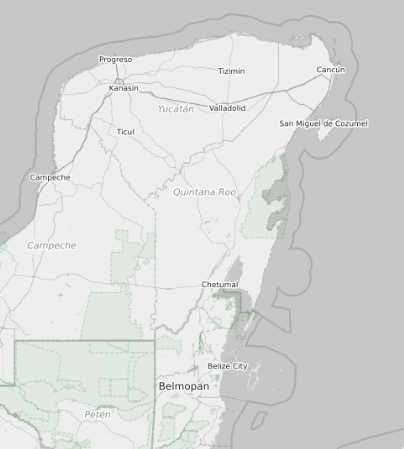 Progreso
Cancún
Tizimín
Kanasín
Yucatán
Valladolid
San Miguel de Cozumel
Ticul
Campeche
Quintana Roo
Campeche
Chetumal
Belize City
Belmopan
Petén